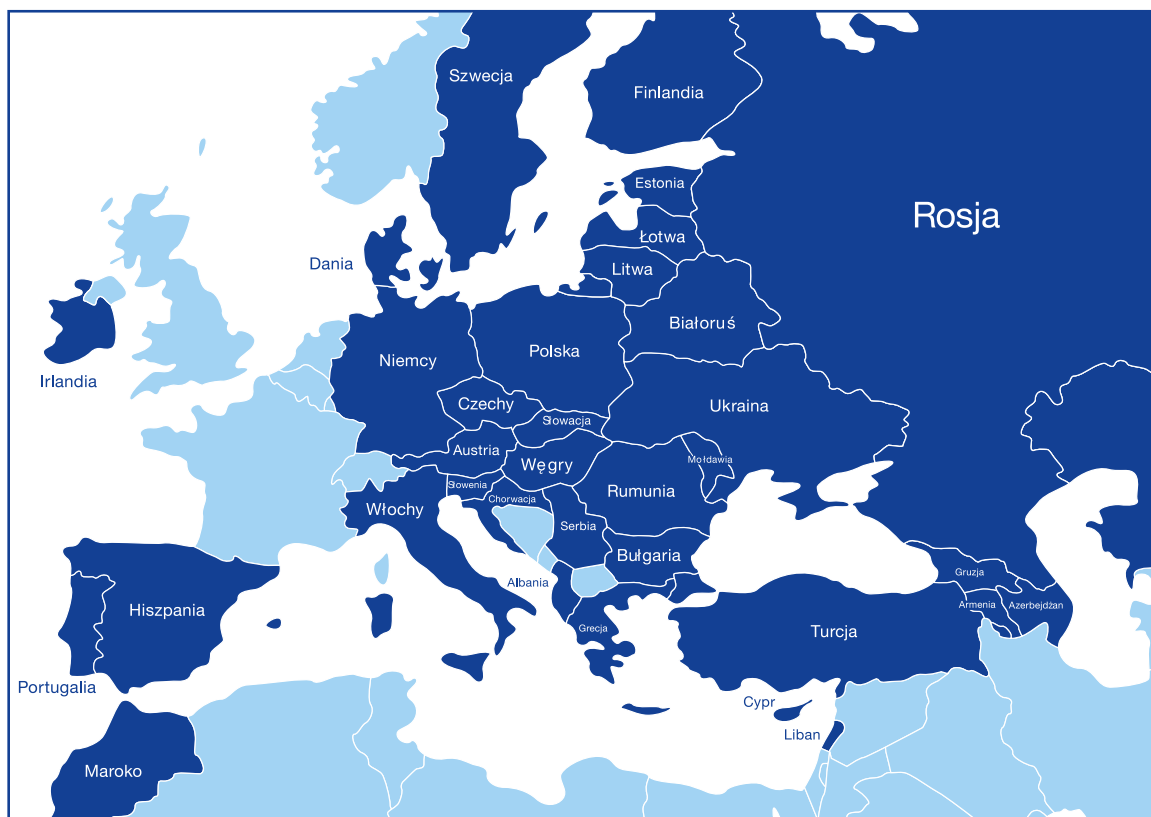 Szwecja
Finlandia
Estonia
Rosja
Łotwa
Dania
Litwa
Białoruś
Polska
Niemcy
Irlandia
Czechy
Ukraina
Słowacja
Austria
Węgry
Mołdawia
Słowenia
Rumunia
Chorwacja
Włochy
Serbia
Bułgaria
Gruzja
Albania
Hiszpania
Armenia
Azerbejdżan
Grecja
Turcja
Portugalia
Cypr
Liban
Maroko